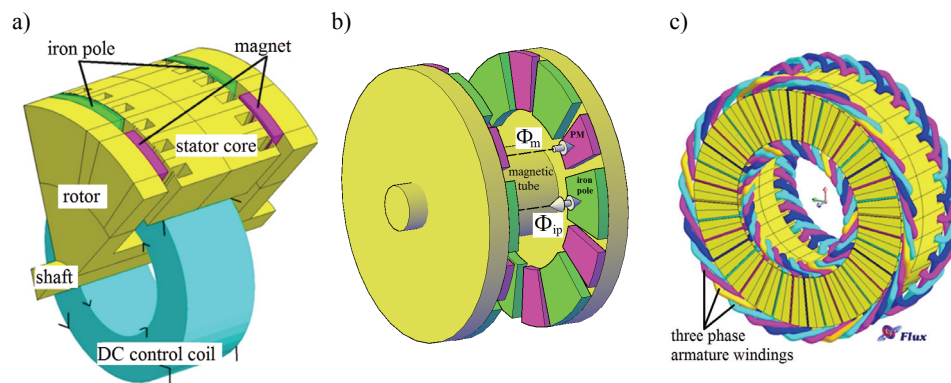 a)
iron pole
magnet
stator core
rotor
shaft
DC control coil
b)
Φm
PM
magnetic
tube
iron
pole
Φip
c)
three phase
armature windings
Flux